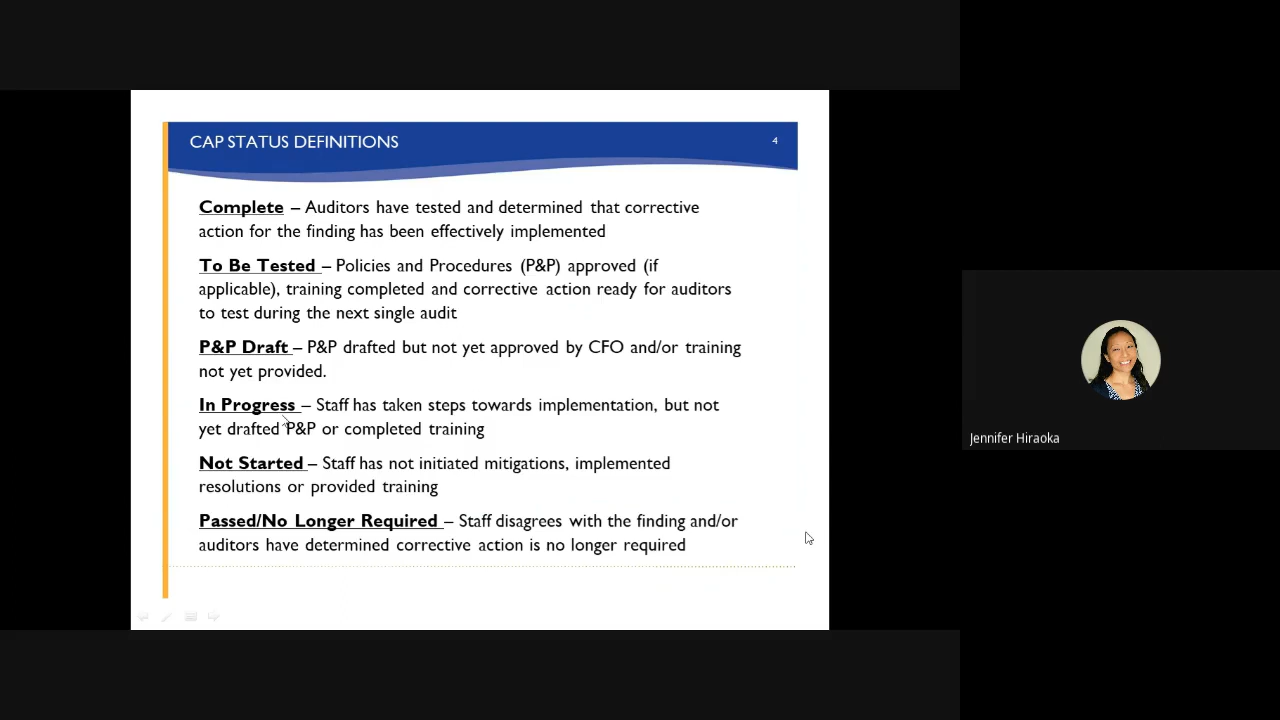 CAP STATUS DEFINITIONS
4
Complete – Auditors have tested and determined that corrective
action for the finding has been effectively implemented
To Be Tested – Policies and Procedures (P&P) approved (if
applicable), training completed and corrective action ready for auditors
to test during the next single audit
P&P Draft – P&P drafted but not yet approved by CFO and/or training
not yet provided.
In Progress – Staff has taken steps towards implementation, but not
yet drafted P&P or completed training
Not Started – Staff has not initiated mitigations, implemented
resolutions or provided training
Passed/No Longer Required – Staff disagrees with the finding and/or
auditors have determined corrective action is no longer required
Jennifer Hiraoka